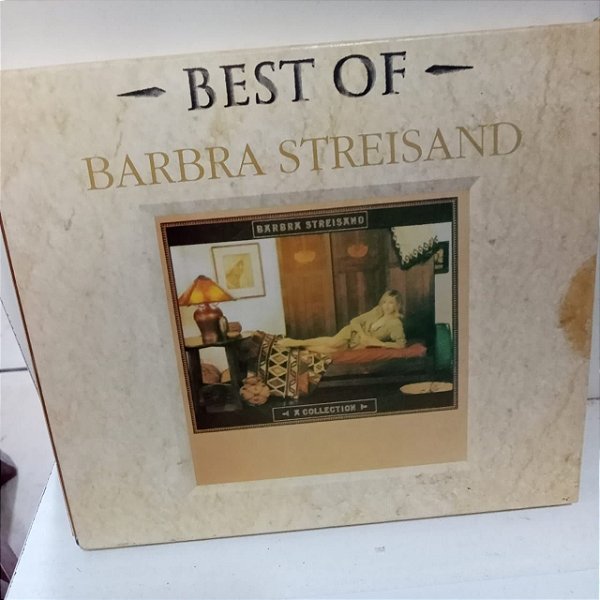 BEST OF
BARBRA STREISAND
BARBRA STREISAND
A COLLECTION